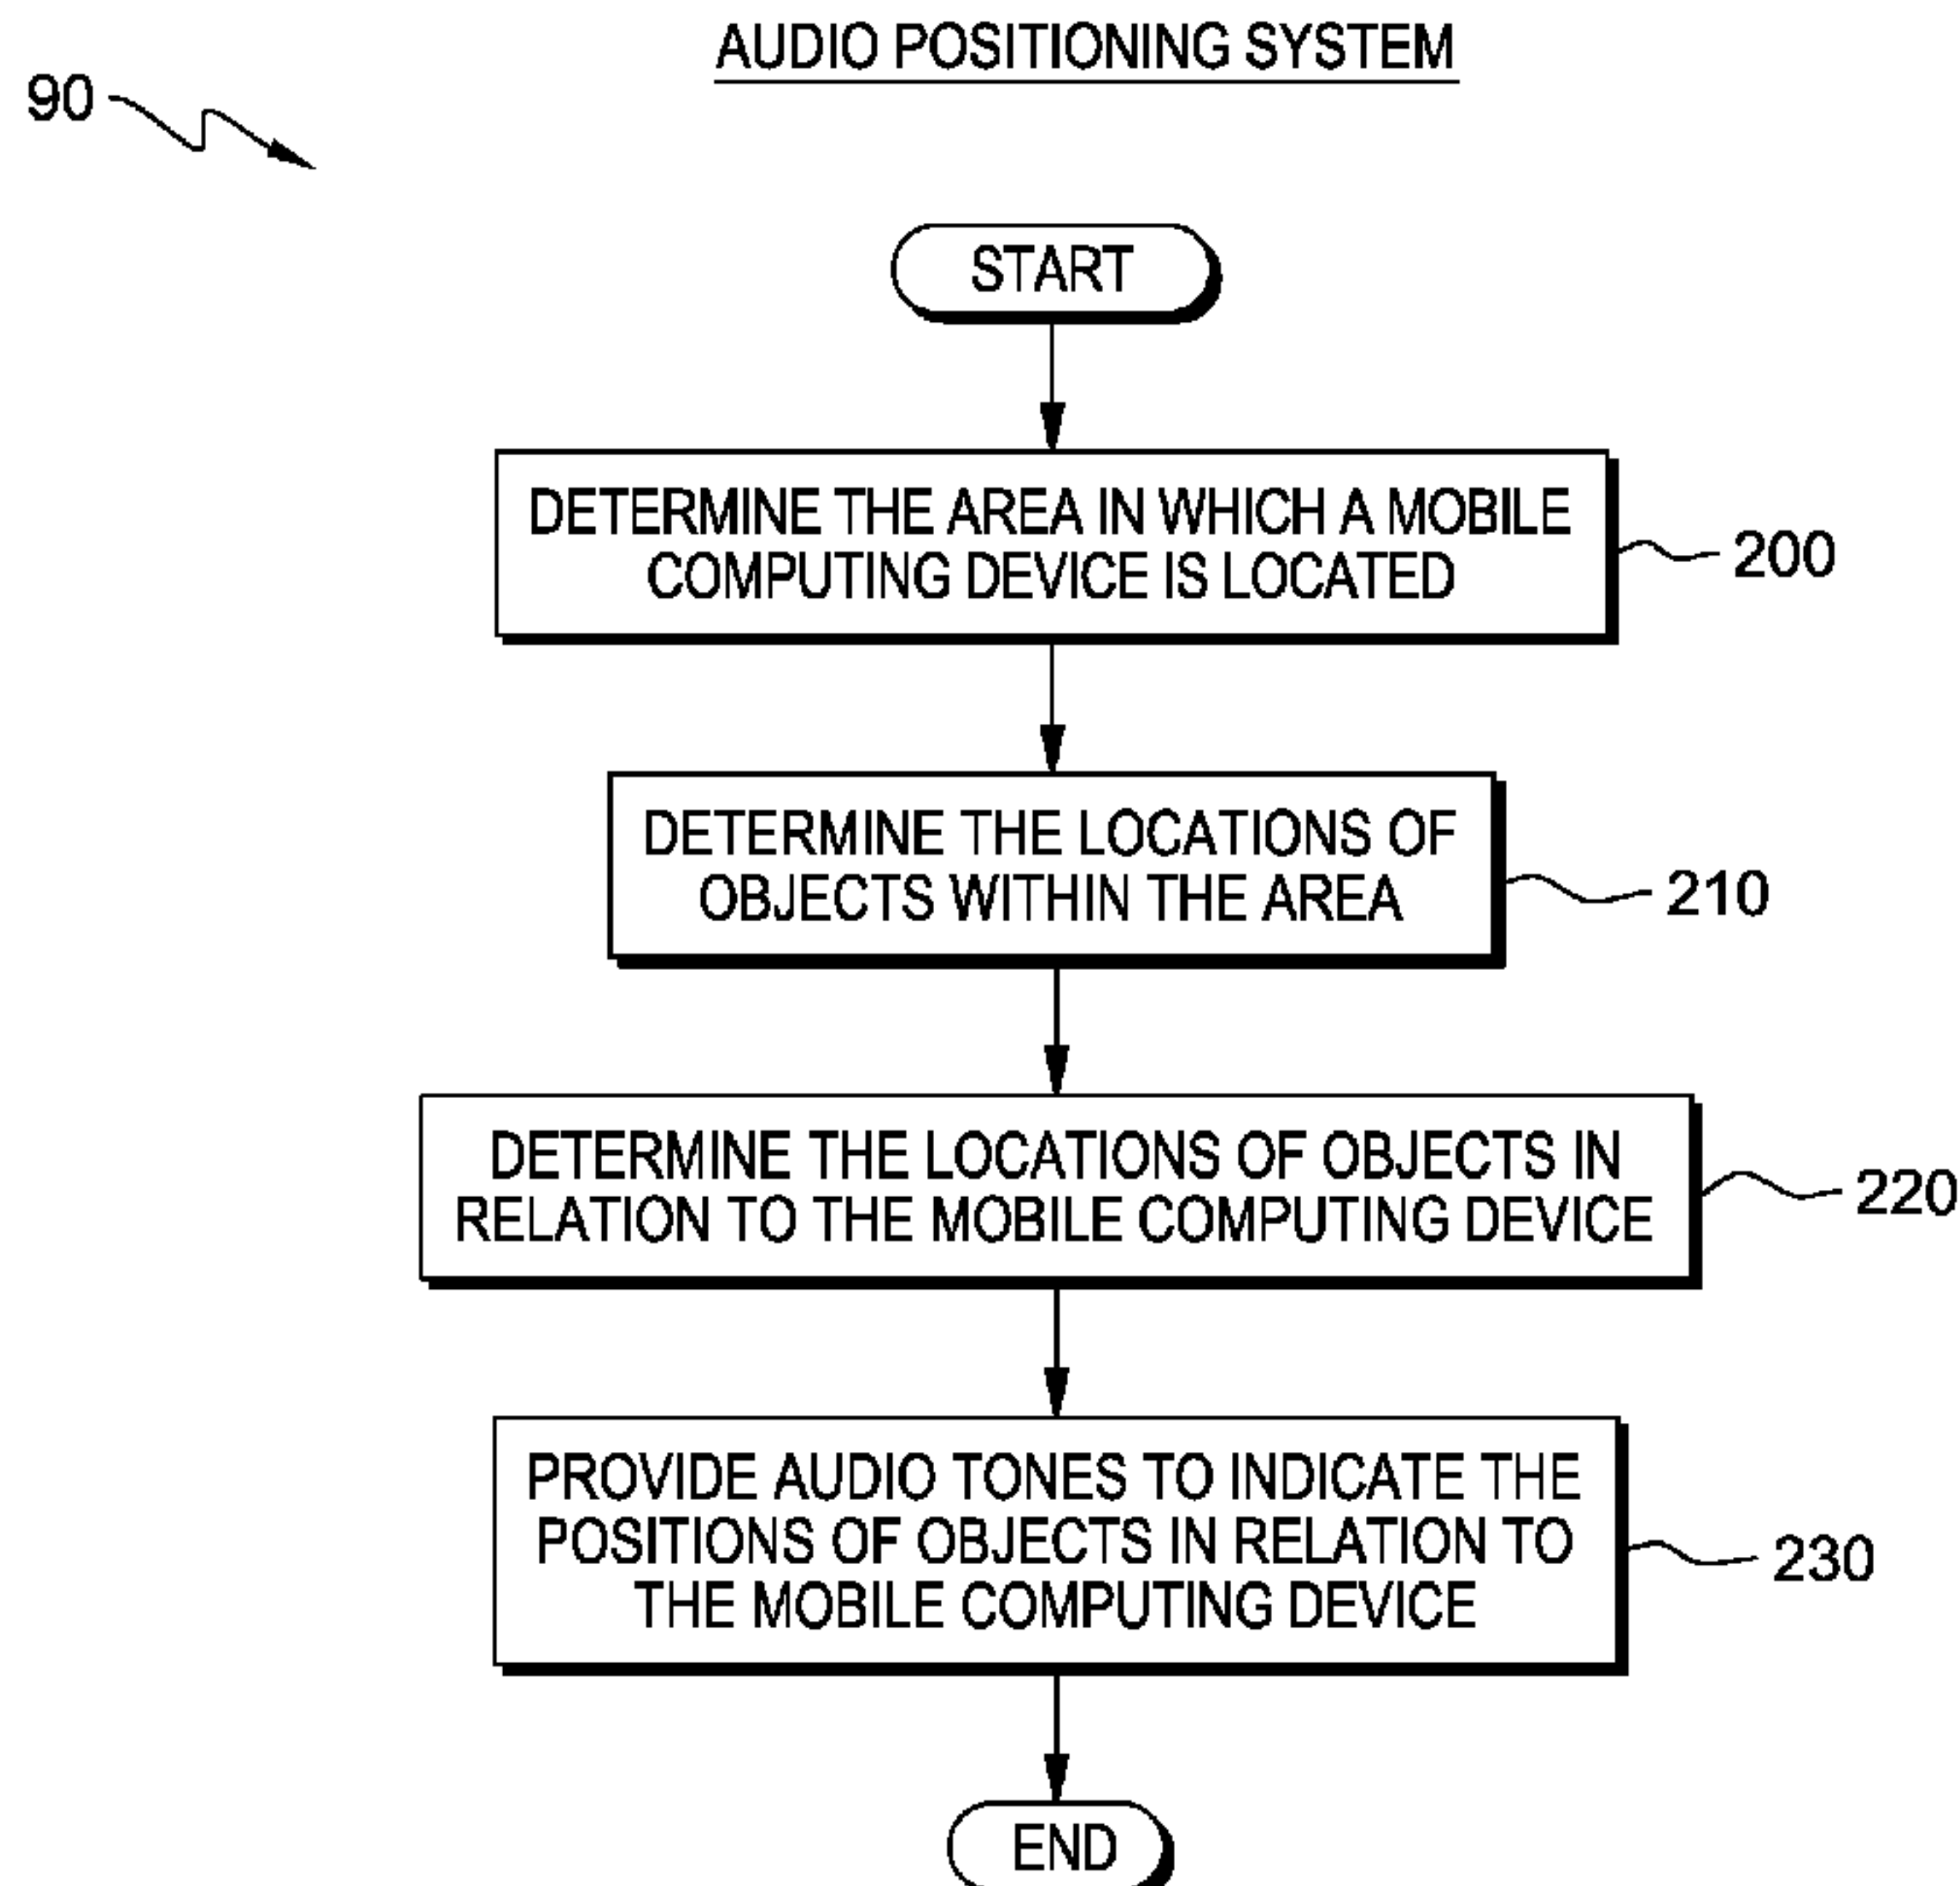 AUDIO POSITIONING SYSTEM
90
START
DETERMINE THE AREA IN WHICH A MOBILE
COMPUTING DEVICE IS LOCATED
200
DETERMINE THE LOCATIONS OF
OBJECTS WITHIN THE AREA
210
DETERMINE THE LOCATIONS OF OBJECTS IN
RELATION TO THE MOBILE COMPUTING DEVICE
220
PROVIDE AUDIO TONES TO INDICATE THE
POSITIONS OF OBJECTS IN RELATION TO
THE MOBILE COMPUTING DEVICE
230
END